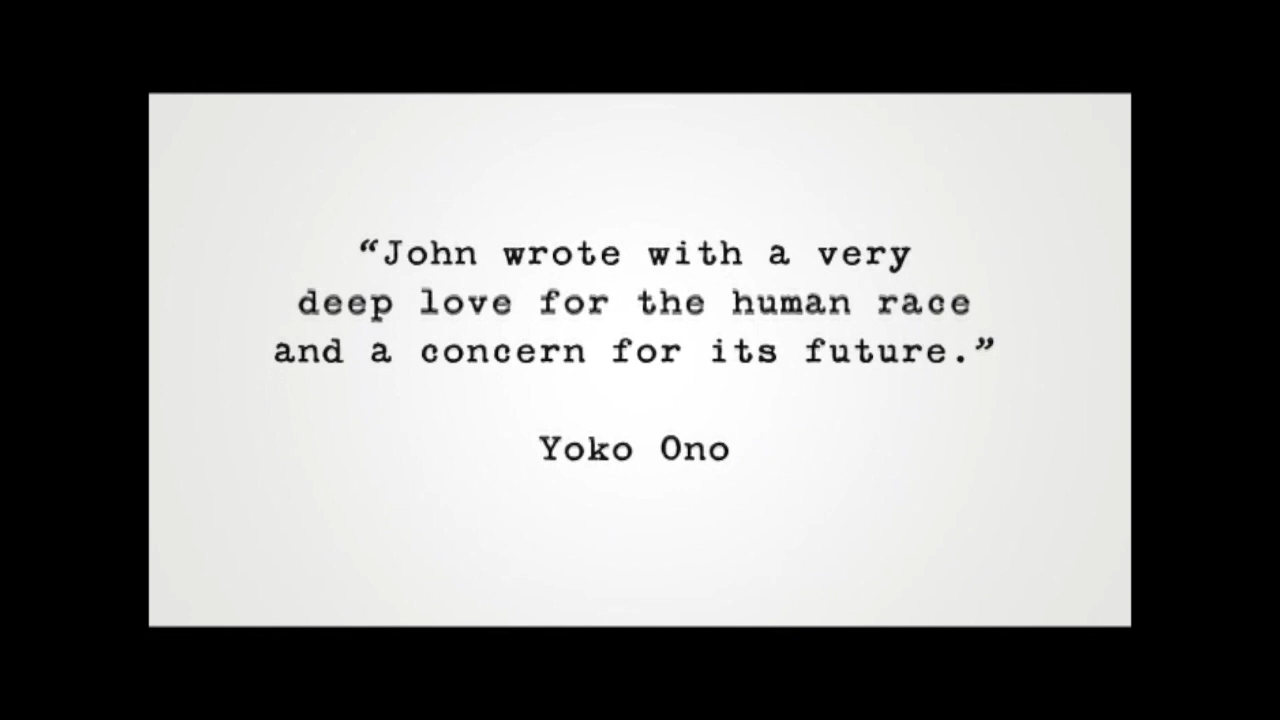 “John wrote with a very
deep love for the human race
and a concern for its future.”
Yoko Ono